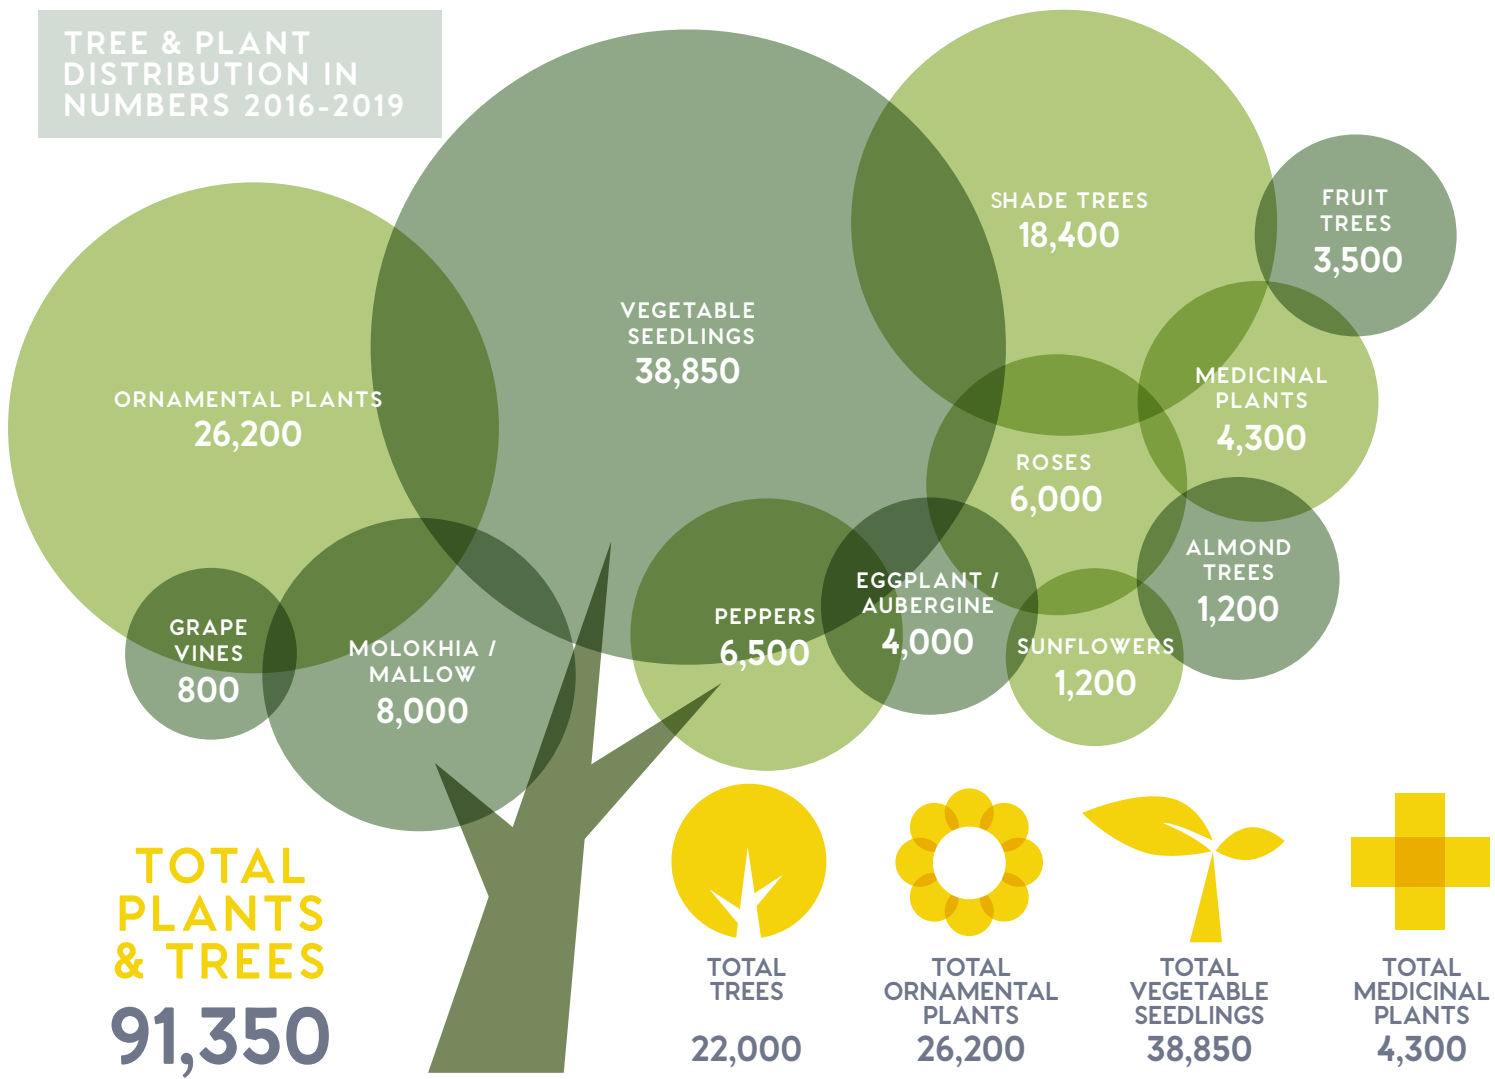 TREE & PLANT
DISTRIBUTION IN
NUMBERS 2016-2019
ORNAMENTAL PLANTS
26,200
VEGETABLE
SEEDLINGS
38,850
SHADE TREES
18,400
FRUIT
TREES
3,500
MEDICINAL
PLANTS
4,300
ROSES
6,000
ALMOND
TREES
1,200
EGGPLANT /
AUBERGINE
4,000
PEPPERS
6,500
SUNFLOWERS
1,200
GRAPE
VINES
800
MOLOKHIA /
MALLOW
8,000
TOTAL
PLANTS
& TREES
91,350
TOTAL
TREES
22,000
TOTAL
ORNAMENTAL
PLANTS
26,200
TOTAL
VEGETABLE
SEEDLINGS
38,850
TOTAL
MEDICINAL
PLANTS
4,300